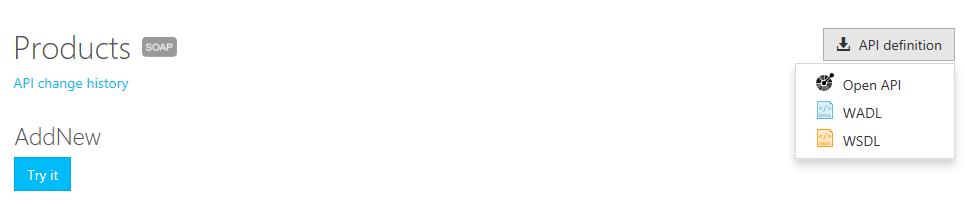 Products SOAP
API definition
API change history
Open API
WADL
WSDL
AddNew
Try it